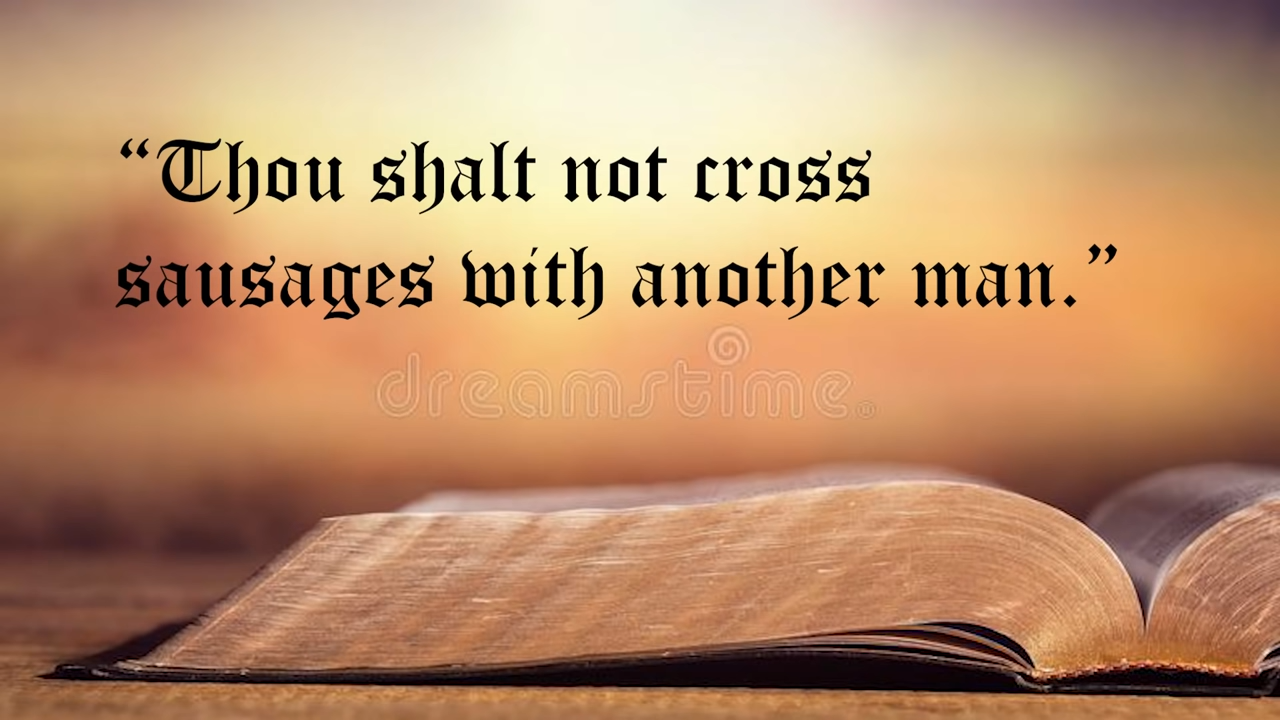 “Thou shalt not cross
sausages with another man.”
dreamstime.